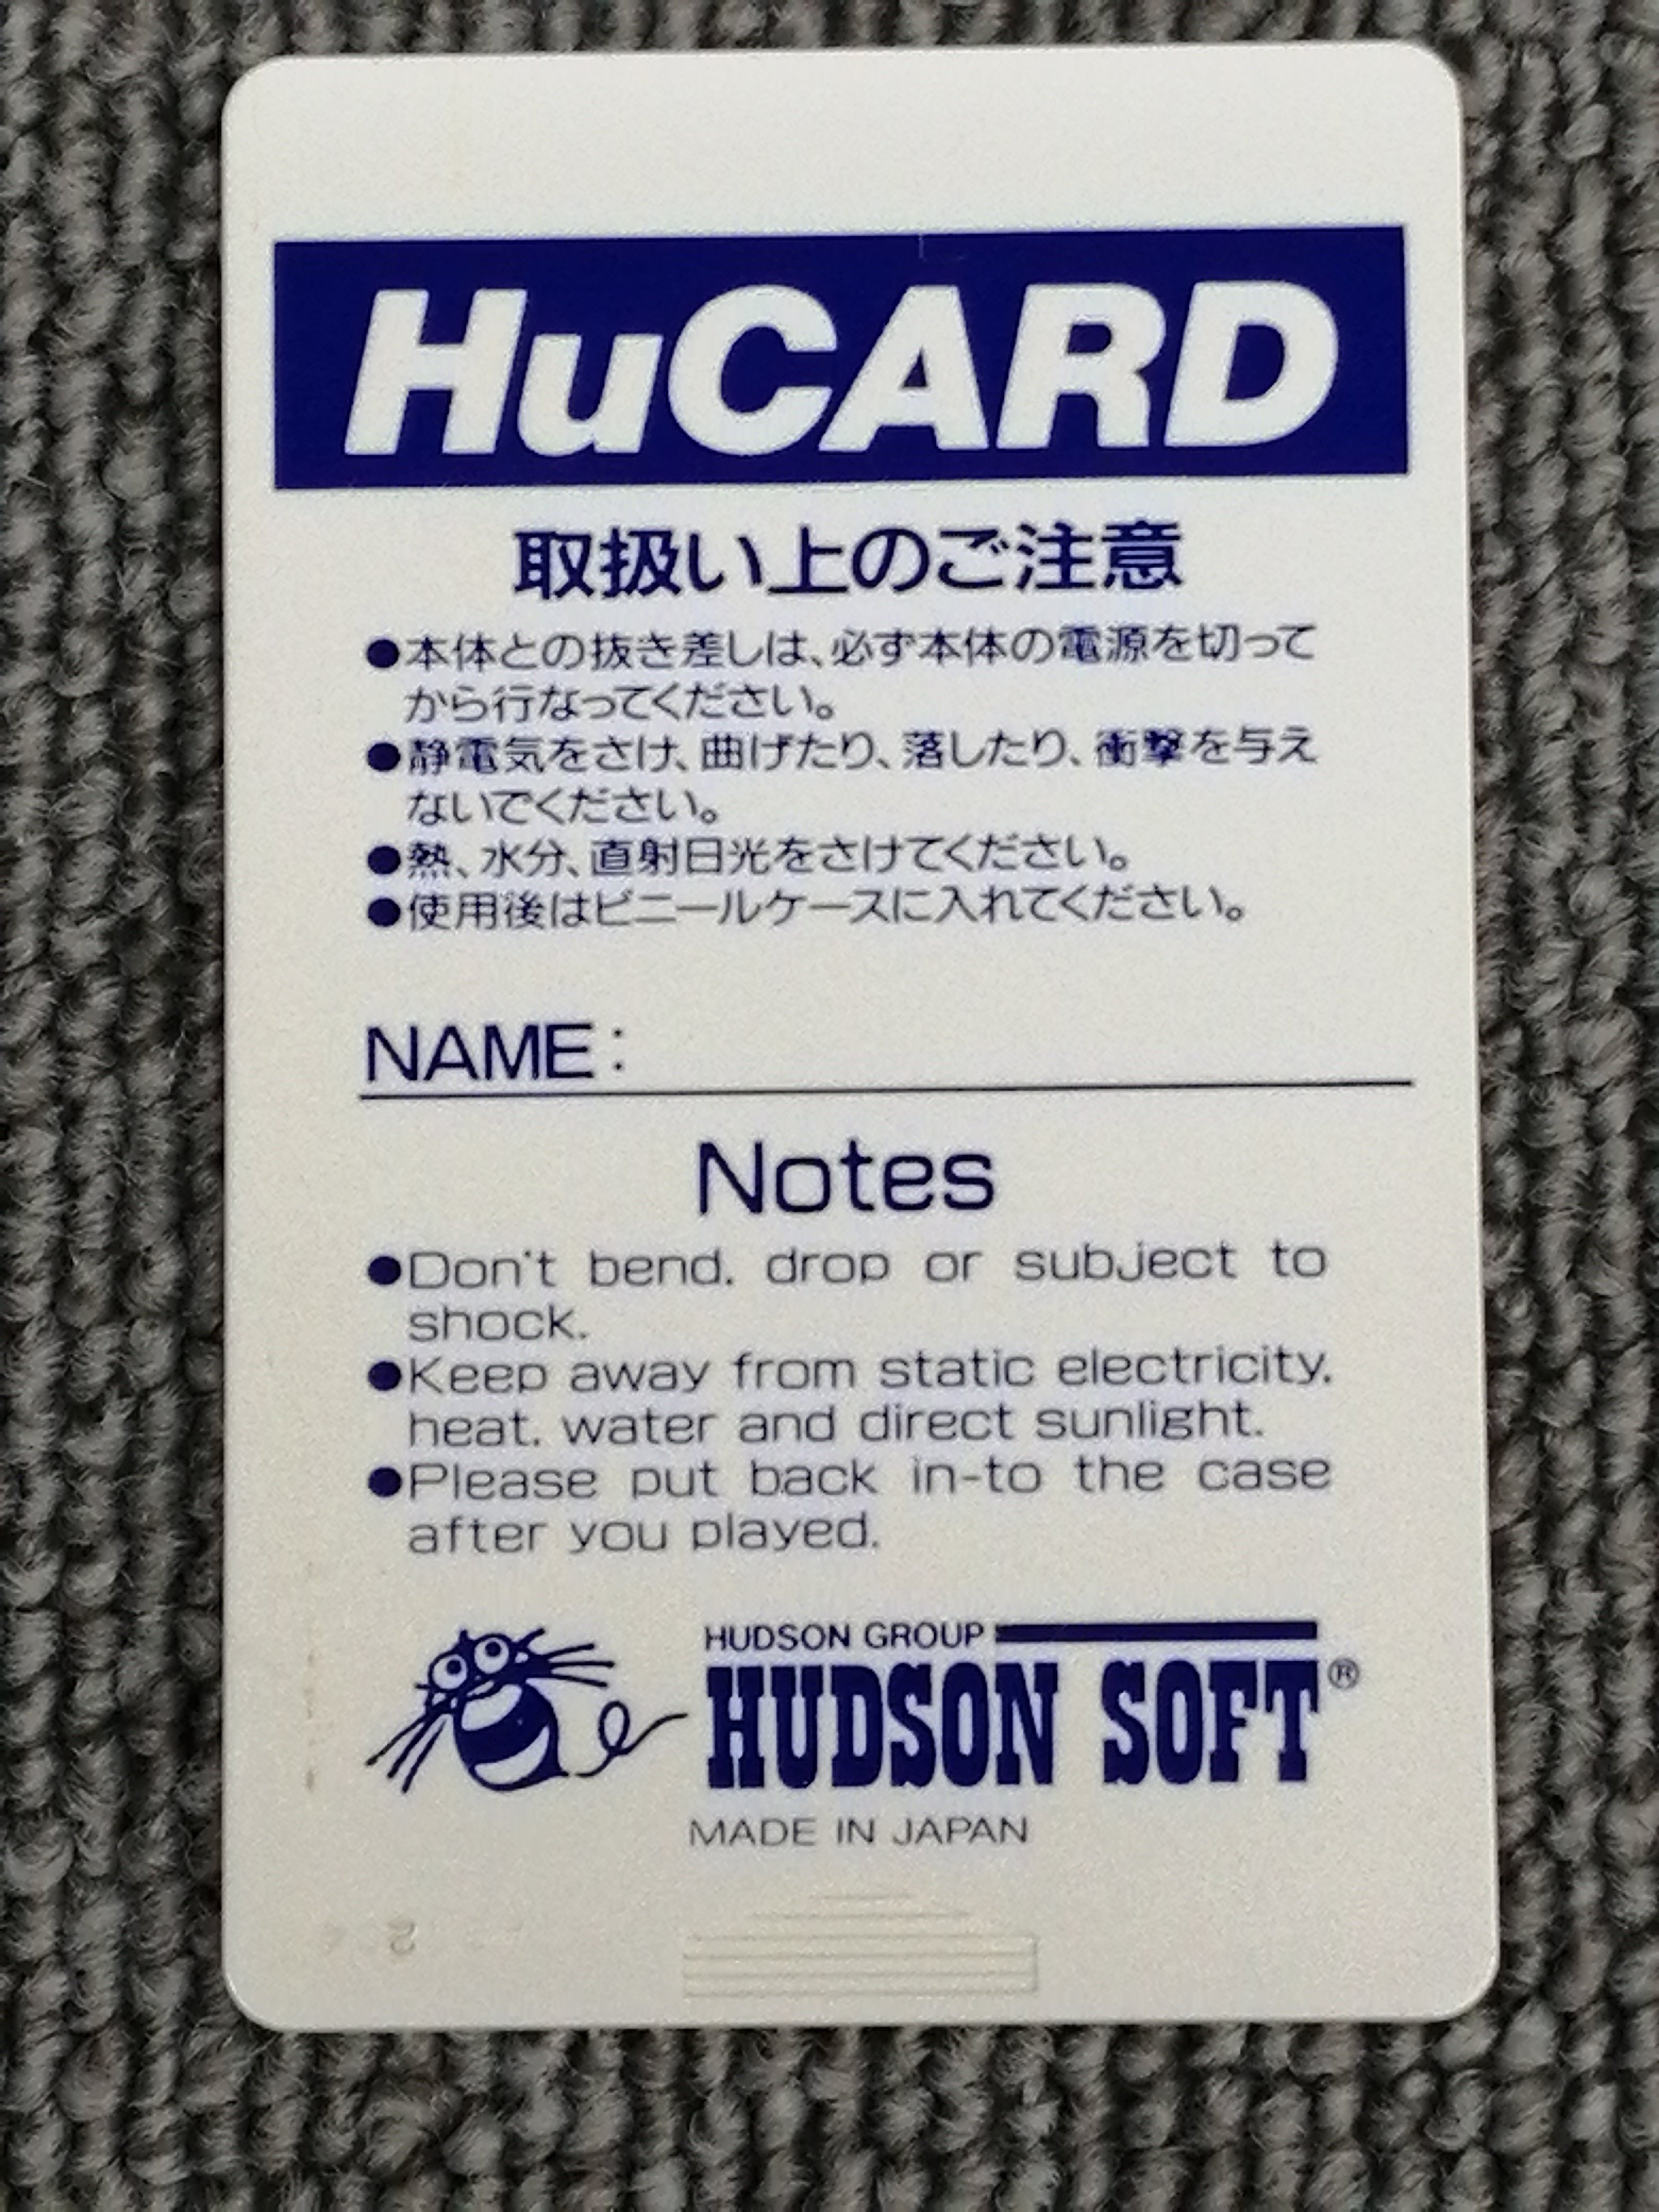 HuCARD
取扱い上のご注意
●本体との抜き差しは、必ず本体の電源を切って
から行なってください。
●静電気をさけ、曲げたり、落したり、衝撃を与え
ないでください。
●熱、水分、直射日光をさけてください。
●使用後はビニールケースに入れてください。
NAME:
Notes
●Don't bend. drop or subject to
shock.
●Keep away from static electricity.
heat. water and direct sunlight.
●Please put back in-to the case
after you played.
HUDSON GROUP
HUDSON SOFT®
MADE IN JAPAN